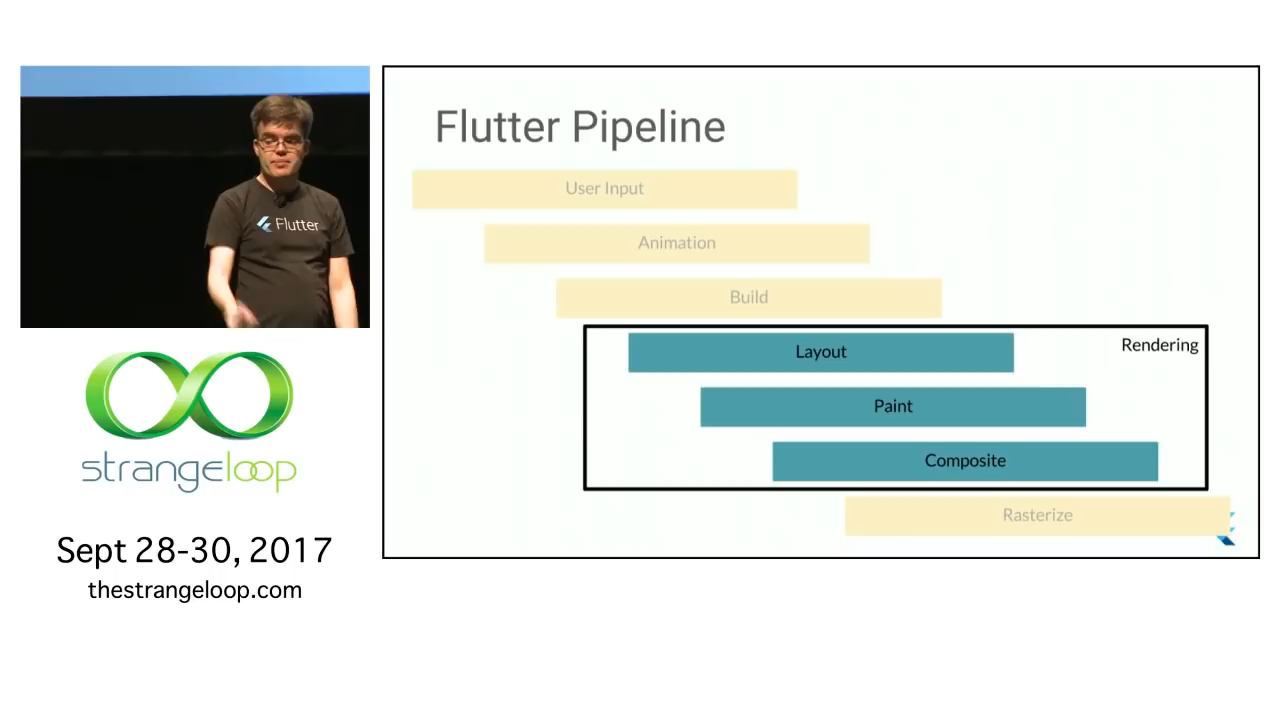 Flutter Pipeline
User Input
Animation
Build
Layout
Rendering
Paint
Composite
Rasterize
Flutter
strangeloop
Sept 28-30, 2017
thestrangeloop.com